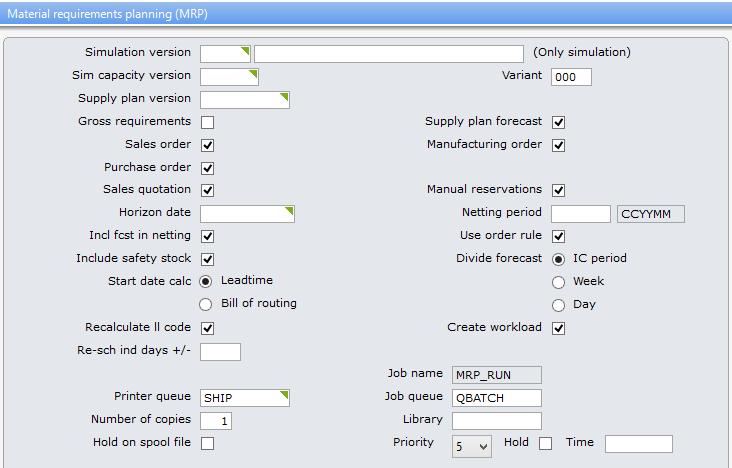 Material requirements planning (MRP)
Simulation version (Only simulation)
Sim capacity version Variant 000
Supply plan version
Gross requirements Supply plan forecast
Sales order Manufacturing order
Purchase order
Sales quotation Manual reservations
Horizon date Netting period CCYYMM
Incl fcst in netting Use order rule
Include safety stock Divide forecast IC period
Start date calc Leadtime Week
Bill of routing Day
Recalculate ll code Create workload
Re-sch ind days +/-
Job name MRP_RUN
Printer queue SHIP Job queue QBATCH
Number of copies 1 Library
Hold on spool file Priority 5 Hold Time